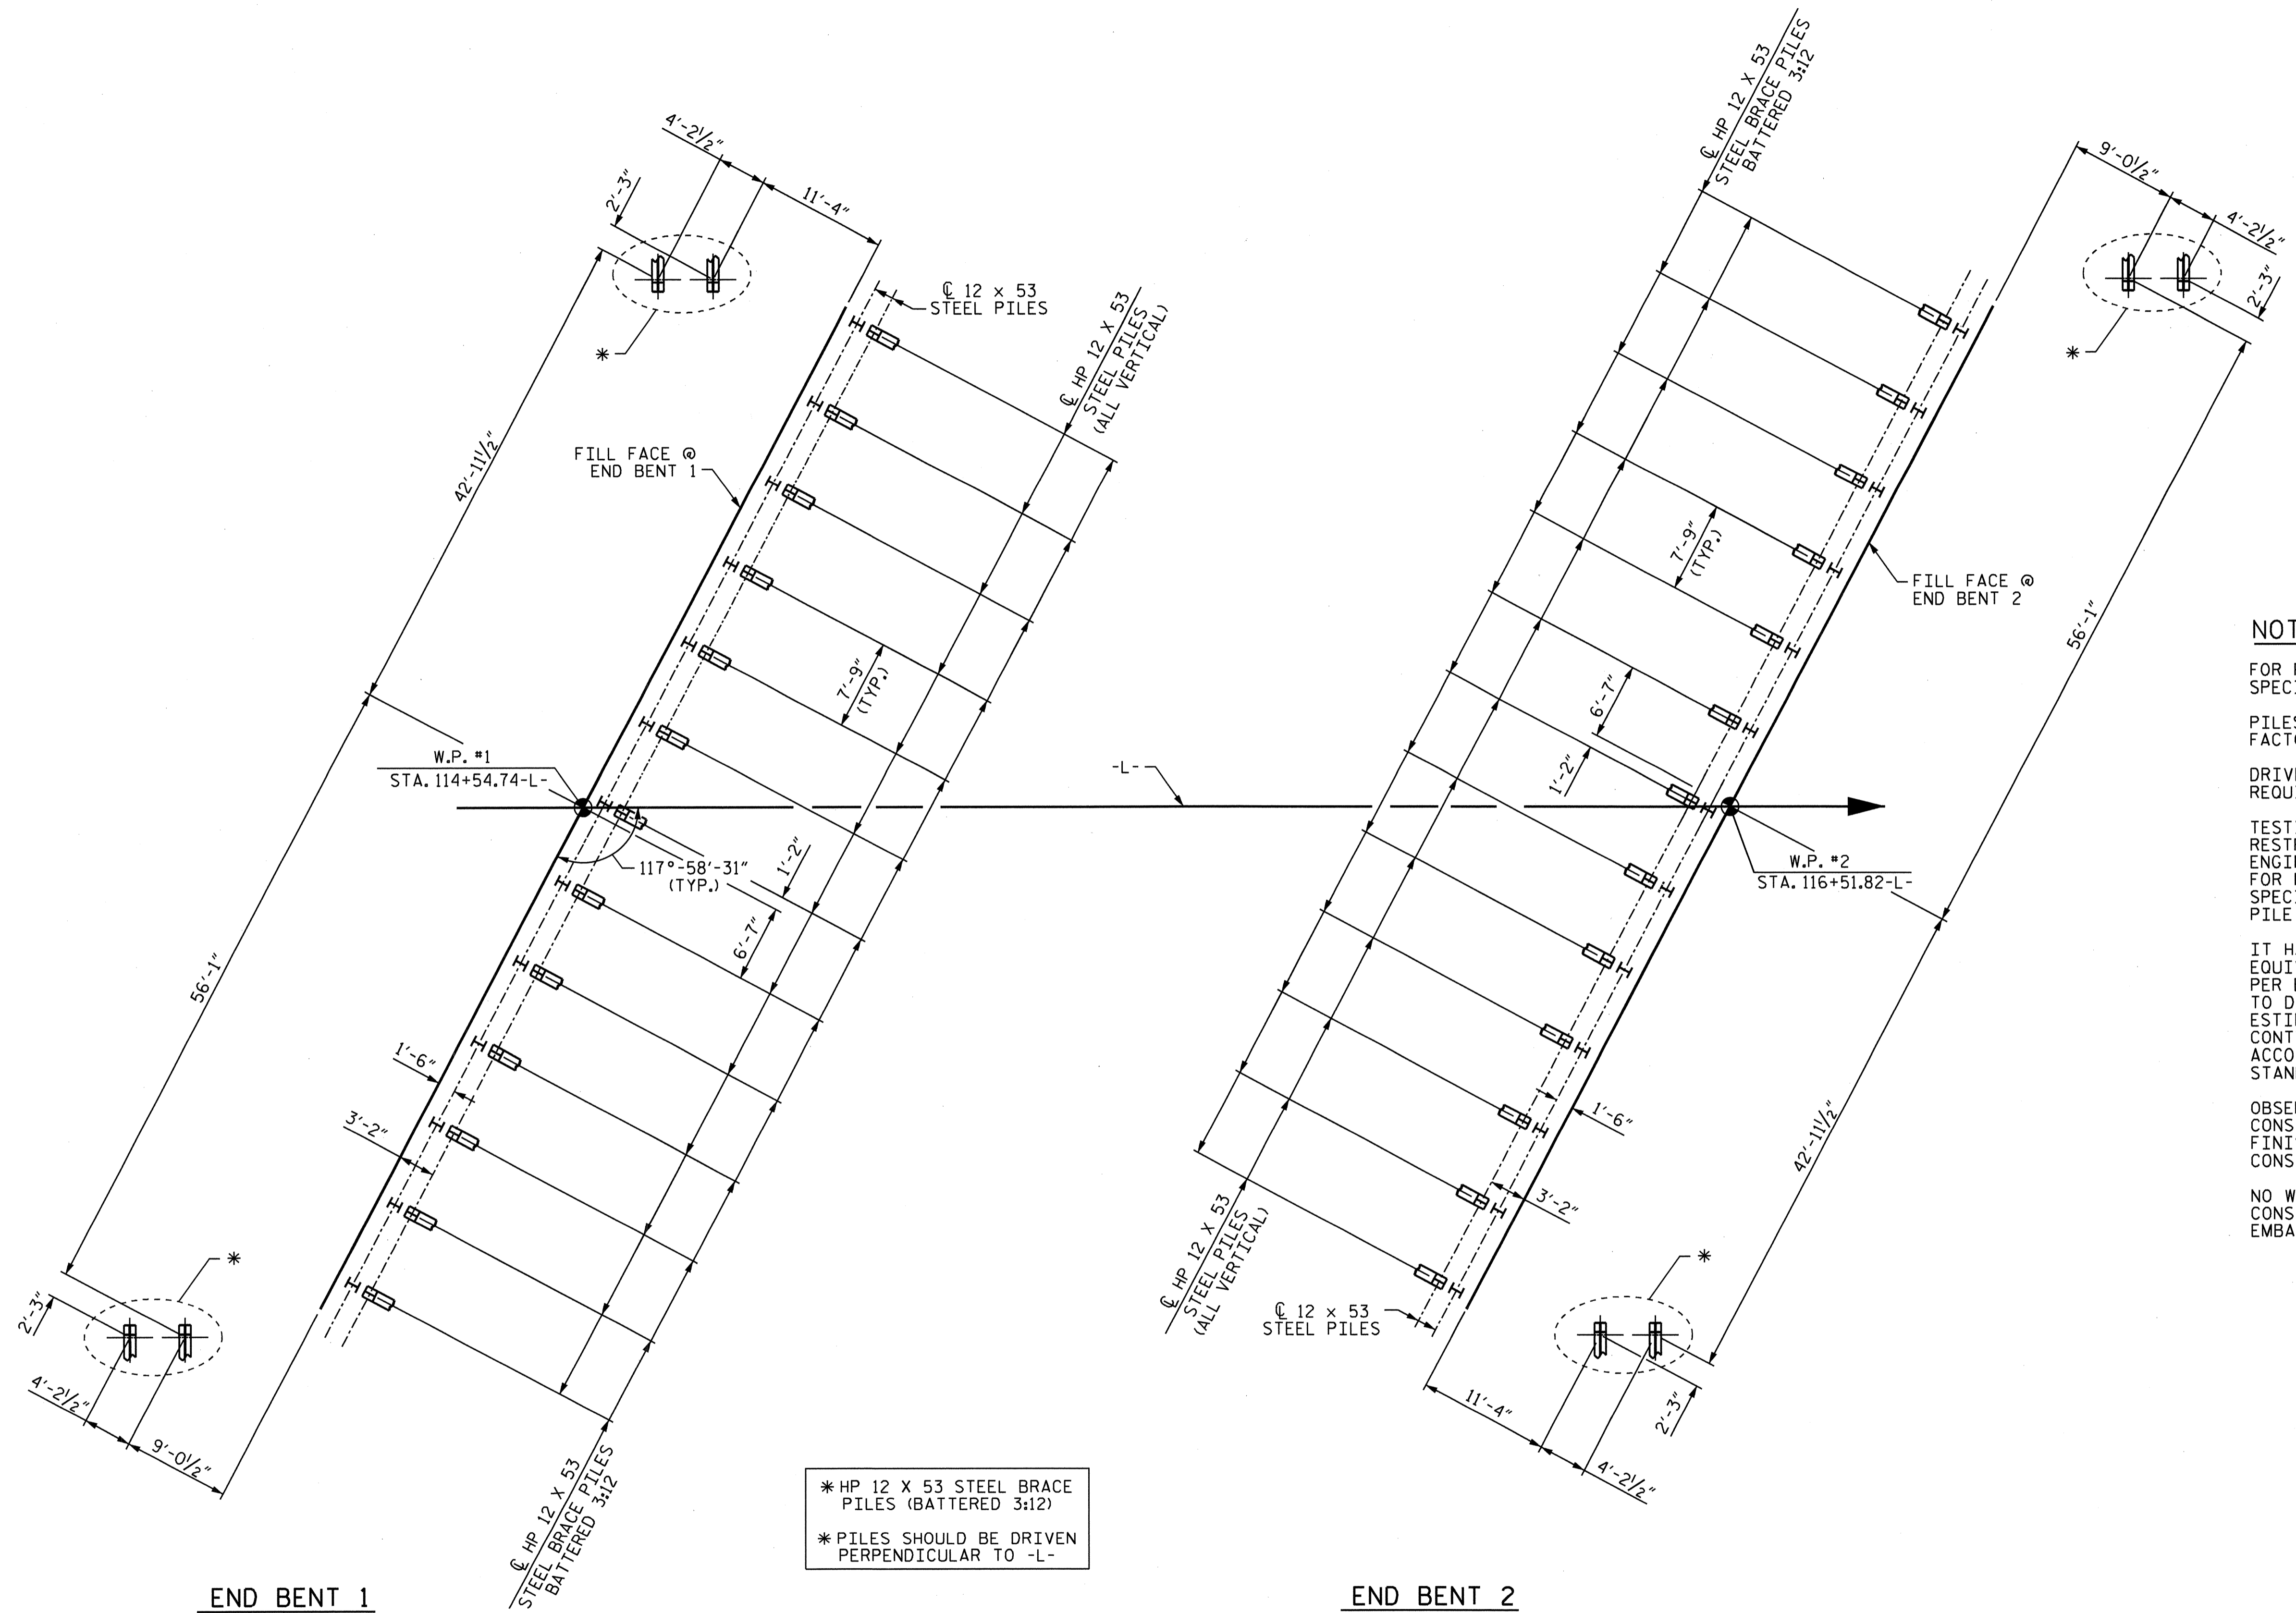 4'-2½"
2'-3"
11'-4"
*
42'-11½"
℄ 12 x 53
STEEL PILES
℄ HP 12 X 53
STEEL PILES
(ALL VERTICAL)
FILL FACE @
END BENT 1
7'-9"
(TYP.)
W.P. #1
STA. 114+54.74-L-
117°-58'-31"
(TYP.)
1'-2"
6'-7"
56'-1"
1'-6"
3'-2"
*
2'-3"
4'-2½"
9'-0½"
℄ HP 12 X 53
STEEL BRACE PILES
BATTERED 3:12
END BENT 1
-L-
* HP 12 X 53 STEEL BRACE
PILES (BATTERED 3:12)
* PILES SHOULD BE DRIVEN
PERPENDICULAR TO -L-
℄ HP 12 X 53
STEEL BRACE PILES
BATTERED 3:12
9'-0½"
4'-2½"
2'-3"
*
7'-9"
(TYP.)
FILL FACE @
END BENT 2
56'-1"
6'-7"
1'-2"
W.P. #2
STA. 116+51.82-L-
1'-6"
42'-11½"
3'-2"
℄ HP 12 X 53
STEEL PILES
(ALL VERTICAL)
℄ 12 x 53
STEEL PILES
*
11'-4"
2'-3"
4'-2½"
END BENT 2
FOR
PILES
TO
PER
FOR
PILE
NO